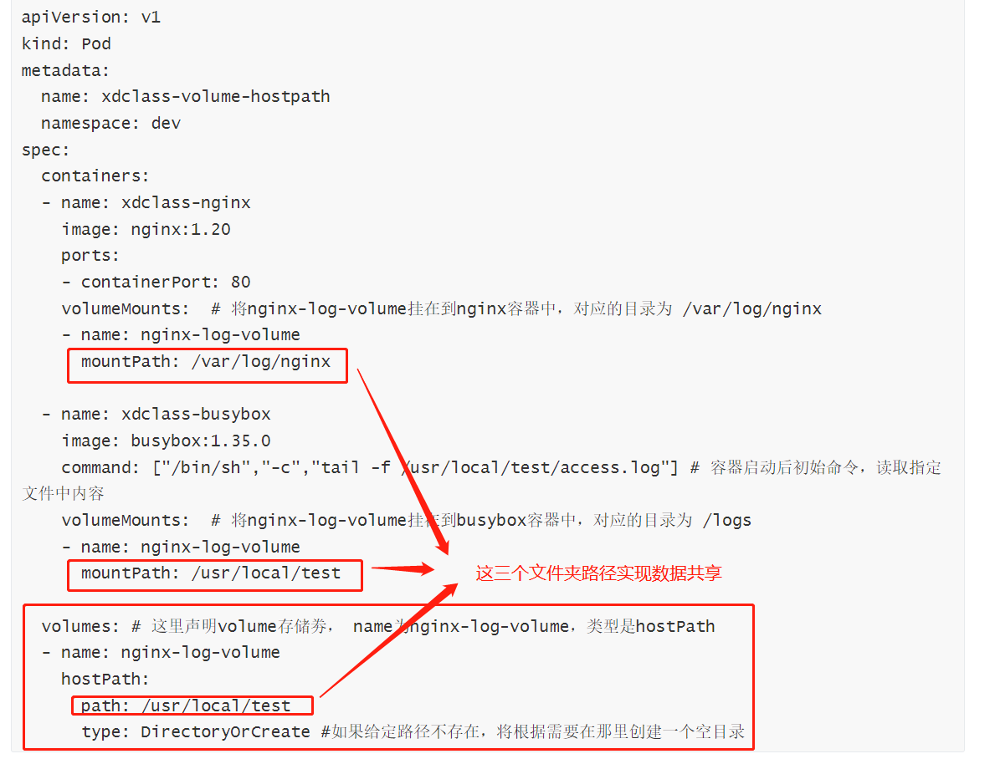 apiVersion: v1
kind: Pod
metadata:
  name: xdclass-volume-hostpath
  namespace: dev
spec:
  containers:
  - name: xdclass-nginx
    image: nginx:1.20
    ports:
    - containerPort: 80
    volumeMounts:  # 将nginx-log-volume挂在到nginx容器中，对应的目录为 /var/log/nginx
    - name: nginx-log-volume
      mountPath: /var/log/nginx
  - name: xdclass-busybox
    image: busybox:1.35.0
    command: ["/bin/sh","-c","tail -f /usr/local/test/access.log"] # 容器启动后初始命令，读取指定
文件中内容
    volumeMounts:  # 将nginx-log-volume挂在到busybox容器中，对应的目录为 /logs
    - name: nginx-log-volume
      mountPath: /usr/local/test
这三个文件夹路径实现数据共享
  volumes: # 这里声明volume存储券， name为nginx-log-volume，类型是hostPath
  - name: nginx-log-volume
    hostPath:
      path: /usr/local/test
      type: DirectoryOrCreate #如果给定路径不存在，将根据需要在那里创建一个空目录